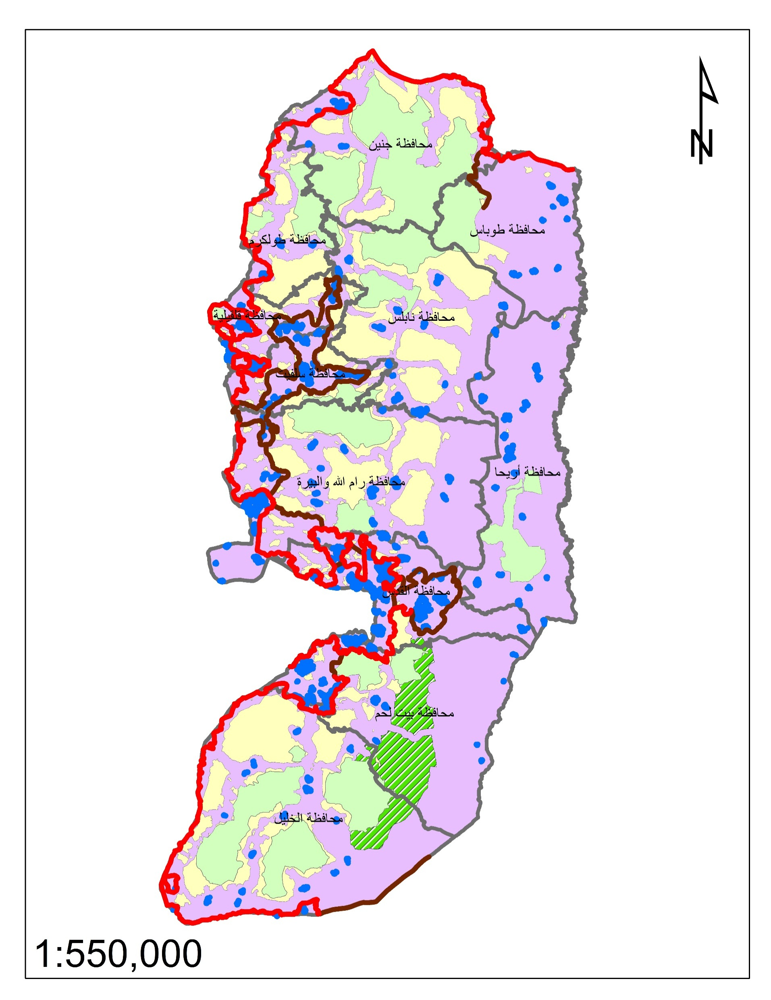 N
محافظة جنين
محافظة طوباس
محافظة طولكرم
محافظة قلقيلية
محافظة نابلس
محافظة سلفيت
محافظة أريحا
محافظة رام الله والبيرة
محافظة القدس
محافظة بيت لحم
محافظة الخليل
1:550,000